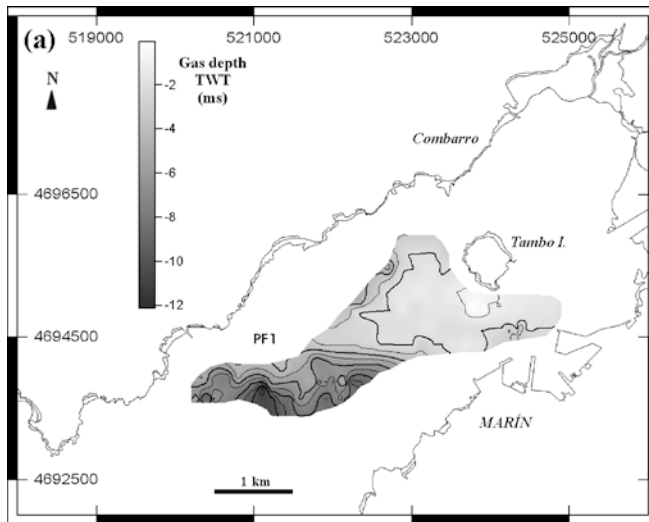 (a)
519000 521000 523000 525000
Gas depth
TWT
(ms)
N
-2
-4
-6
-8
-10
-12
Combarro
4696500
Tambo I.
4694500
PF1
MARÍN
4692500
1 km